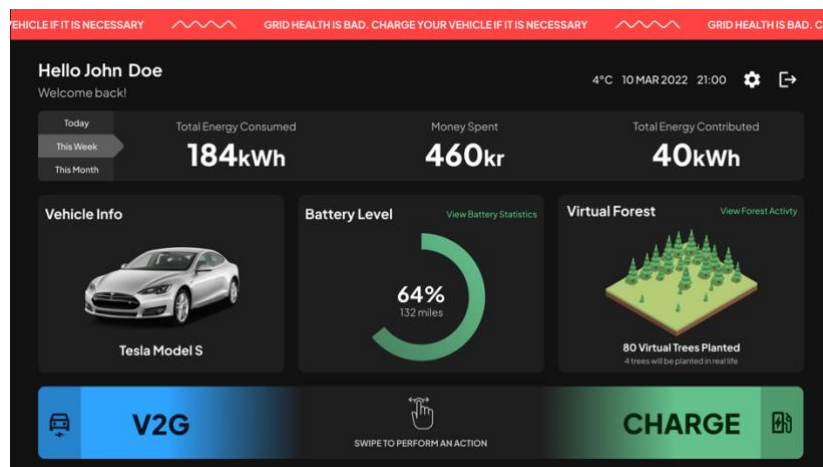 VEHICLE IF IT IS NECESSARY GRID HEALTH IS BAD. CHARGE YOUR VEHICLE IF IT IS NECESSARY GRID HEALTH IS BAD. C
Hello John Doe
Welcome back!
4°C 10 MAR 2022 21:00
Today
This Week
This Month
Total Energy Consumed
184kWh
Money Spent
460kr
Total Energy Contributed
40kWh
Vehicle Info
Tesla Model S
Battery Level
View Battery Statistics
64%
132 miles
Virtual Forest
View Forest Activty
80 Virtual Trees Planted
4 trees will be planted in real life
V2G
SWIPE TO PERFORM AN ACTION
CHARGE